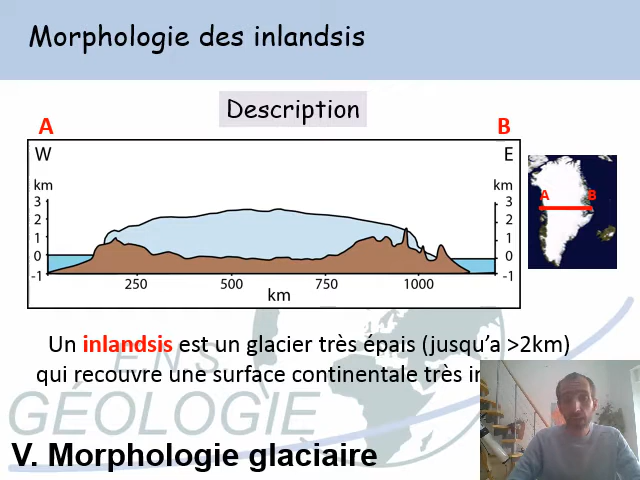 Morphologie des inlandsis
Description
A
B
W
E
km
km
3
3
2
2
1
1
0
0
-1
-1
250
500
750
1000
km
A
B
Un inlandsis est un glacier très épais (jusqu’a >2km)
qui recouvre une surface continentale très
ENS
GÉOLOGIE
V. Morphologie glaciaire